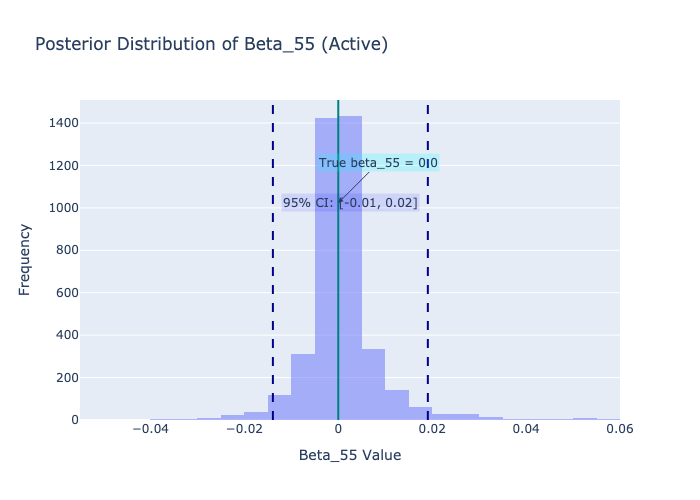 Posterior Distribution of Beta_55 (Active)
1400
1200
1000
800
600
400
200
0
True beta_55 = 0.0
95% CI: [-0.01, 0.02]
−0.04
−0.02
0
0.02
0.04
0.06
Frequency
Beta_55 Value